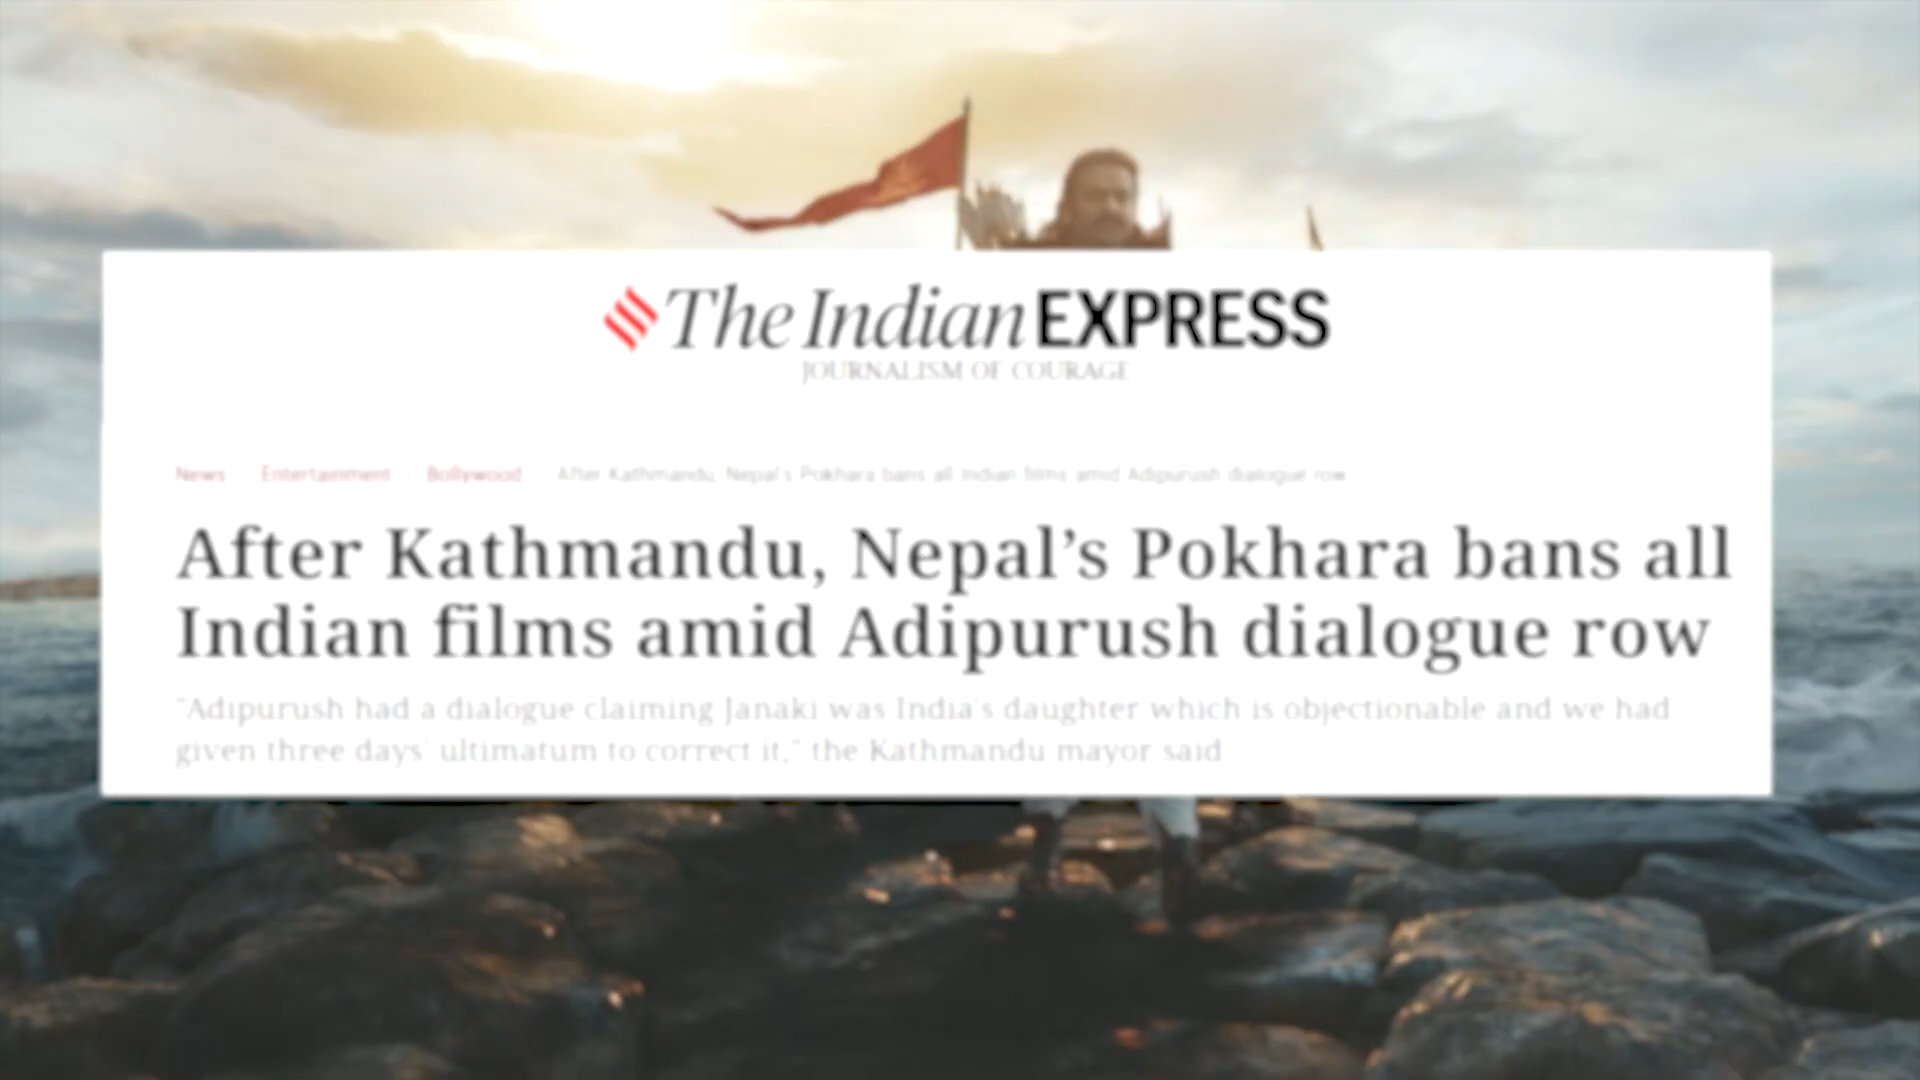 The Indian EXPRESS
JOURNALISM OF COURAGE
News Entertainment Bollywood After Kathmandu, Nepal's Pokhara bans all Indian films amid Adipurush dialogue row
After Kathmandu, Nepal’s Pokhara bans all
Indian films amid Adipurush dialogue row
"Adipurush had a dialogue claiming Janaki was India's daughter which is objectionable and we had
given three days' ultimatum to correct it," the Kathmandu mayor said